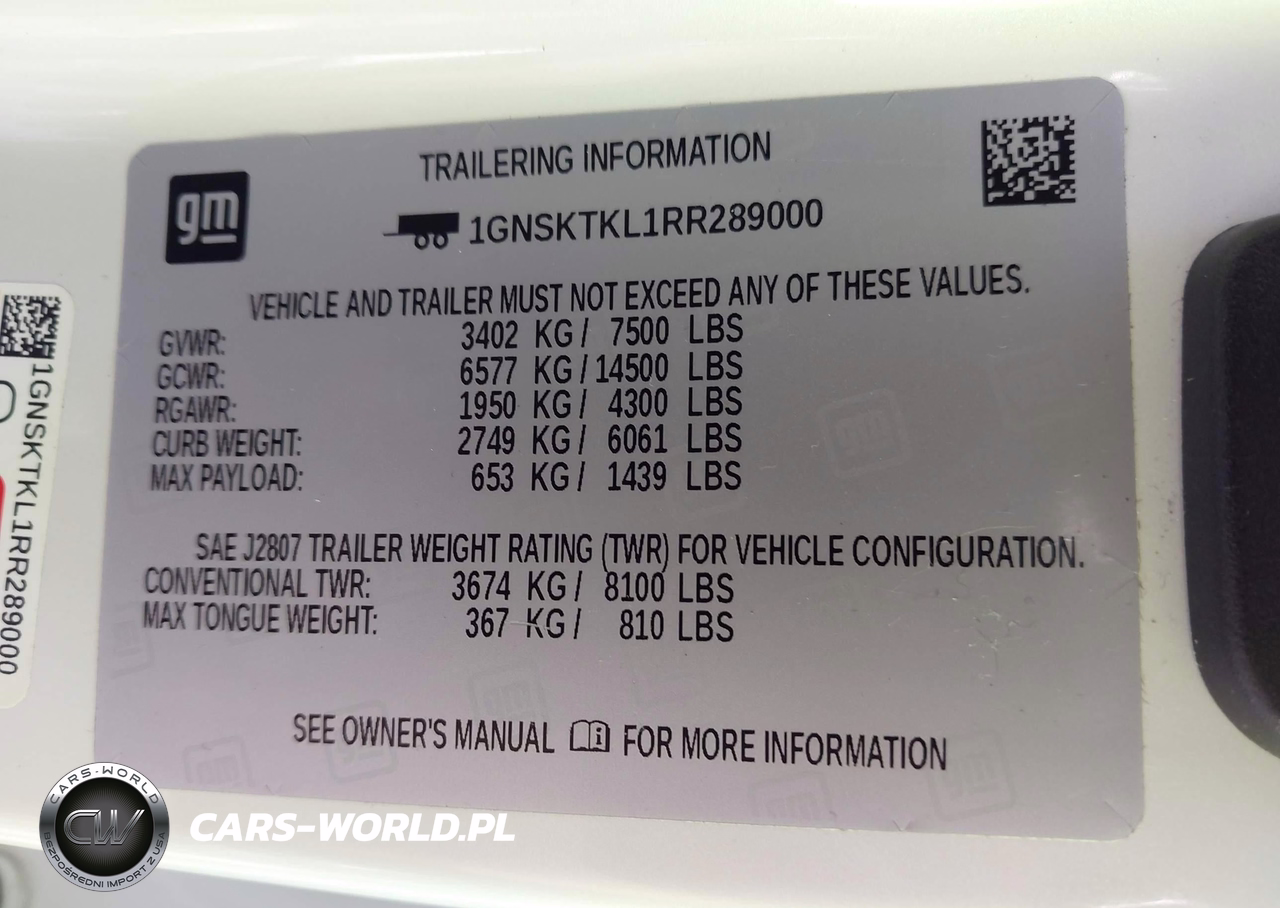 gm
TRAILERING INFORMATION
1GNSKTKL1RR289000
VEHICLE AND TRAILER MUST NOT EXCEED ANY OF THESE VALUES.
GVWR: 3402 KG / 7500 LBS
GCWR: 6577 KG / 14500 LBS
RGAWR: 1950 KG / 4300 LBS
CURB WEIGHT: 2749 KG / 6061 LBS
MAX PAYLOAD: 653 KG / 1439 LBS
SAE J2807 TRAILER WEIGHT RATING (TWR) FOR VEHICLE CONFIGURATION.
CONVENTIONAL TWR: 3674 KG / 8100 LBS
MAX TONGUE WEIGHT: 367 KG / 810 LBS
SEE OWNER'S MANUAL i FOR MORE INFORMATION
1GNSKTKL1RR289000
CARS-WORLD
CW
BEZPOŚREDNI IMPORT Z USA
CARS-WORLD.PL